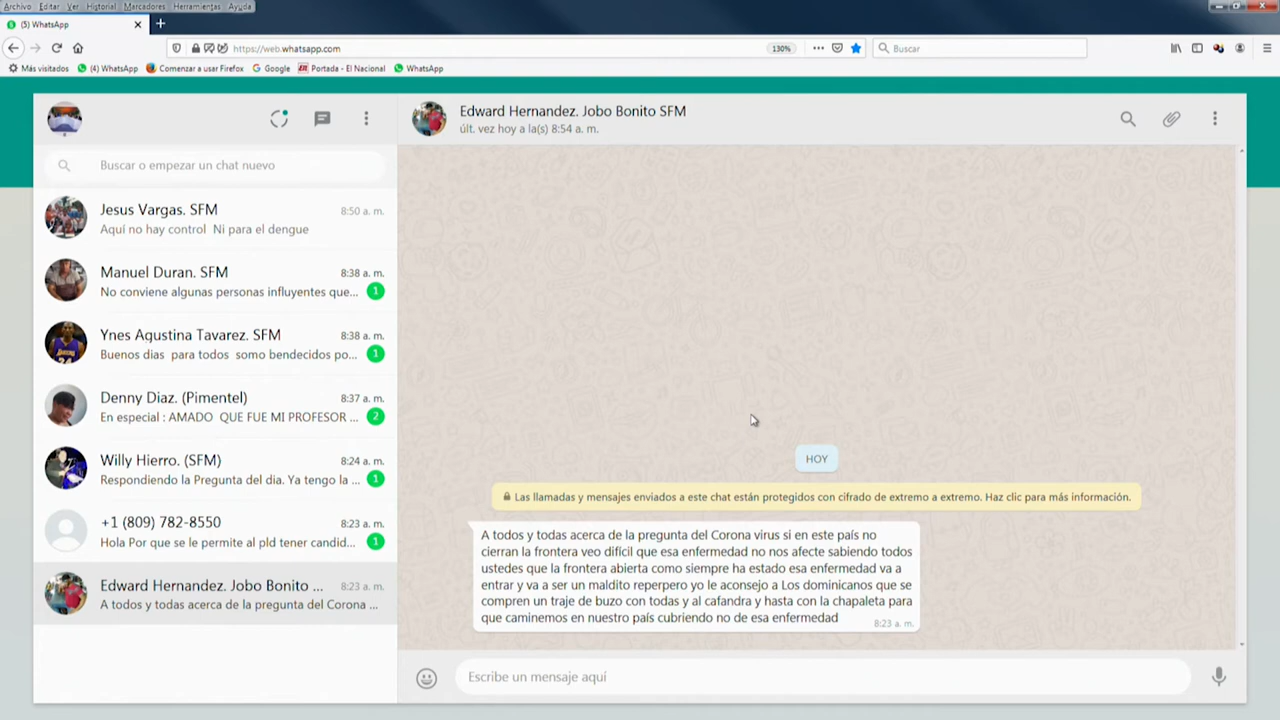 Archivo Editar Ver Historial Marcadores Herramientas Ayuda
(5) WhatsApp
https://web.whatsapp.com
130%
Buscar
Más visitados (4) WhatsApp Comenzar a usar Firefox Google Portada - El Nacional WhatsApp
Edward Hernandez. Jobo Bonito SFM
últ. vez hoy a la(s) 8:54 a. m.
Buscar o empezar un chat nuevo
Jesus Vargas. SFM 8:50 a. m.
Aquí no hay control Ni para el dengue
Manuel Duran. SFM 8:38 a. m.
No conviene algunas personas influyentes que... 1
Ynes Agustina Tavarez. SFM 8:38 a. m.
Buenos dias para todos somo bendecidos po... 1
Denny Diaz. (Pimentel) 8:37 a. m.
En especial : AMADO QUE FUE MI PROFESOR ... 2
Willy Hierro. (SFM) 8:24 a. m.
Respondiendo la Pregunta del dia. Ya tengo la ... 1
+1 (809) 782-8550 8:23 a. m.
Hola Por que se le permite al pld tener candid... 1
Edward Hernandez. Jobo Bonito ... 8:23 a. m.
A todos y todas acerca de la pregunta del Corona ...
HOY
Las llamadas y mensajes enviados a este chat están protegidos con cifrado de extremo a extremo. Haz clic para más información.
A todos y todas acerca de la pregunta del Corona virus si en este país no
cierran la frontera veo difícil que esa enfermedad no nos afecte sabiendo todos
ustedes que la frontera abierta como siempre ha estado esa enfermedad va a
entrar y va a ser un maldito reperpero yo le aconsejo a Los dominicanos que se
compren un traje de buzo con todas y al cafandra y hasta con la chapaleta para
que caminemos en nuestro país cubriendo no de esa enfermedad
8:23 a. m.
Escribe un mensaje aquí